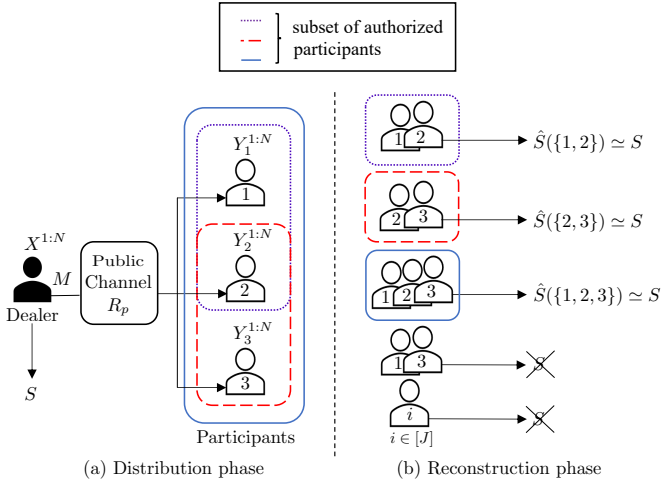 subset of authorized
participants
Y_1^{1:N}
1
X^{1:N}
M
Public
Channel
R_p
Dealer
S
Y_2^{1:N}
2
Y_3^{1:N}
3
Participants
(a) Distribution phase
1 2
Ŝ({1, 2}) ≃ S
2 3
Ŝ({2, 3}) ≃ S
1 2 3
Ŝ({1, 2, 3}) ≃ S
1 3
S
i
S
i ∈ [J]
(b) Reconstruction phase